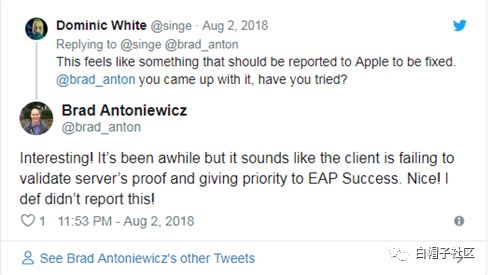 Dominic White @singe · Aug 2, 2018
Replying to @singe @brad_anton
This feels like something that should be reported to Apple to be fixed.
@brad_anton you came up with it, have you tried?
Brad Antoniewicz
@brad_anton
Interesting! It's been awhile but it sounds like the client is failing to
validate server's proof and giving priority to EAP Success. Nice! I
def didn't report this!
1 11:53 PM - Aug 2, 2018
See Brad Antoniewicz's other Tweets
白帽子社区